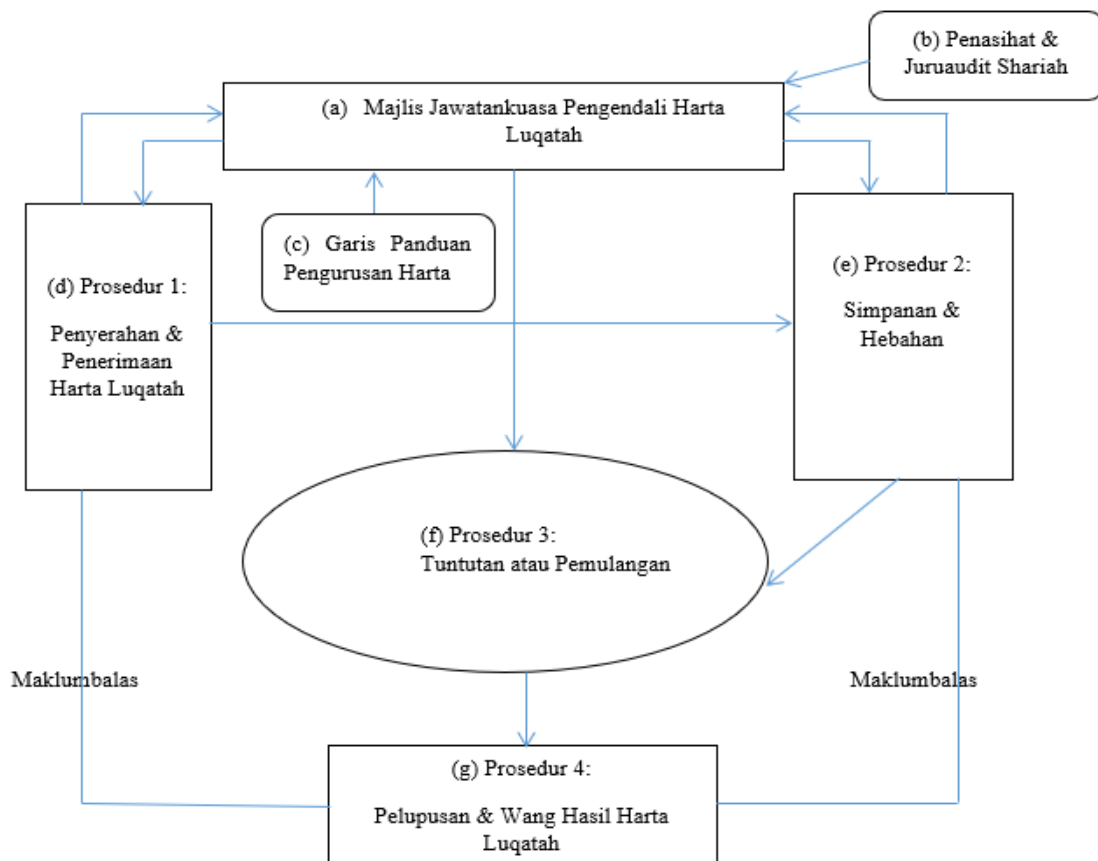 (b) Penasihat &
Juruaudit Shariah
(a) Majlis Jawatankuasa Pengendali Harta
Luqatah
(c) Garis Panduan
Pengurusan Harta
(d) Prosedur 1:
Penyerahan &
Penerimaan
Harta Luqatah
(e) Prosedur 2:
Simpanan &
Hebahan
(f) Prosedur 3:
Tuntutan atau Pemulangan
Maklumbalas
Maklumbalas
(g) Prosedur 4:
Pelupusan & Wang Hasil Harta
Luqatah